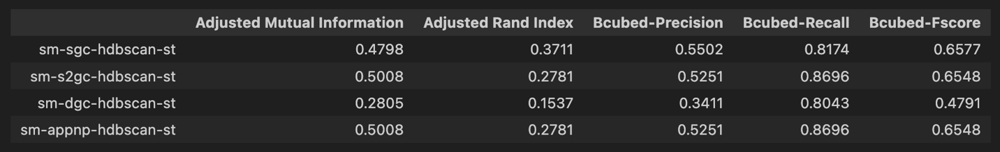 Adjusted Mutual Information Adjusted Rand Index Bcubed-Precision Bcubed-Recall Bcubed-Fscore
sm-sgc-hdbscan-st 0.4798 0.3711 0.5502 0.8174 0.6577
sm-s2gc-hdbscan-st 0.5008 0.2781 0.5251 0.8696 0.6548
sm-dgc-hdbscan-st 0.2805 0.1537 0.3411 0.8043 0.4791
sm-appnp-hdbscan-st 0.5008 0.2781 0.5251 0.8696 0.6548